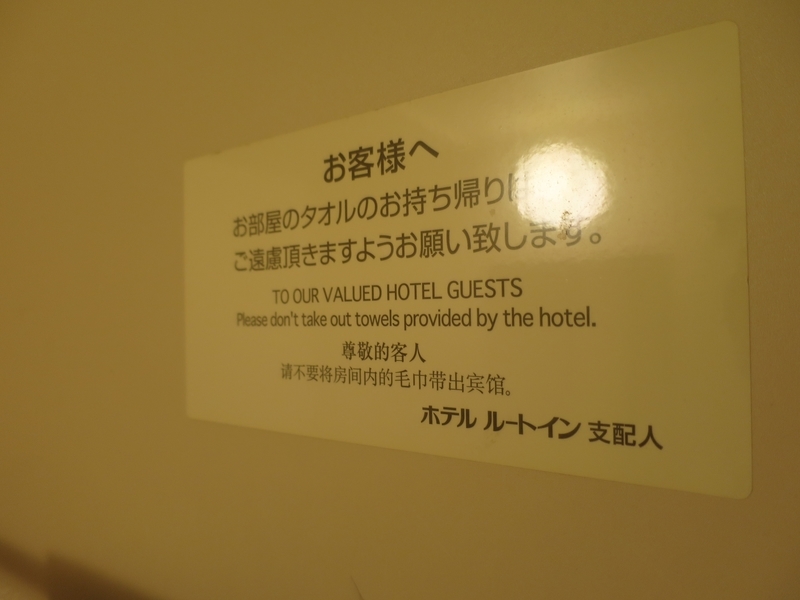 お客様へ
お部屋のタオルのお持ち帰りは
ご遠慮頂きますようお願い致します。
TO OUR VALUED HOTEL GUESTS
Please don't take out towels provided by the hotel.
尊敬的客人
请不要将房间内的毛巾带出宾馆。
ホテル ルートイン 支配人